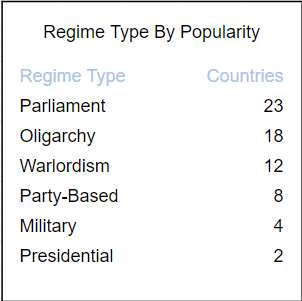 Regime Type By Popularity
Regime Type Countries
Parliament 23
Oligarchy 18
Warlordism 12
Party-Based 8
Military 4
Presidential 2